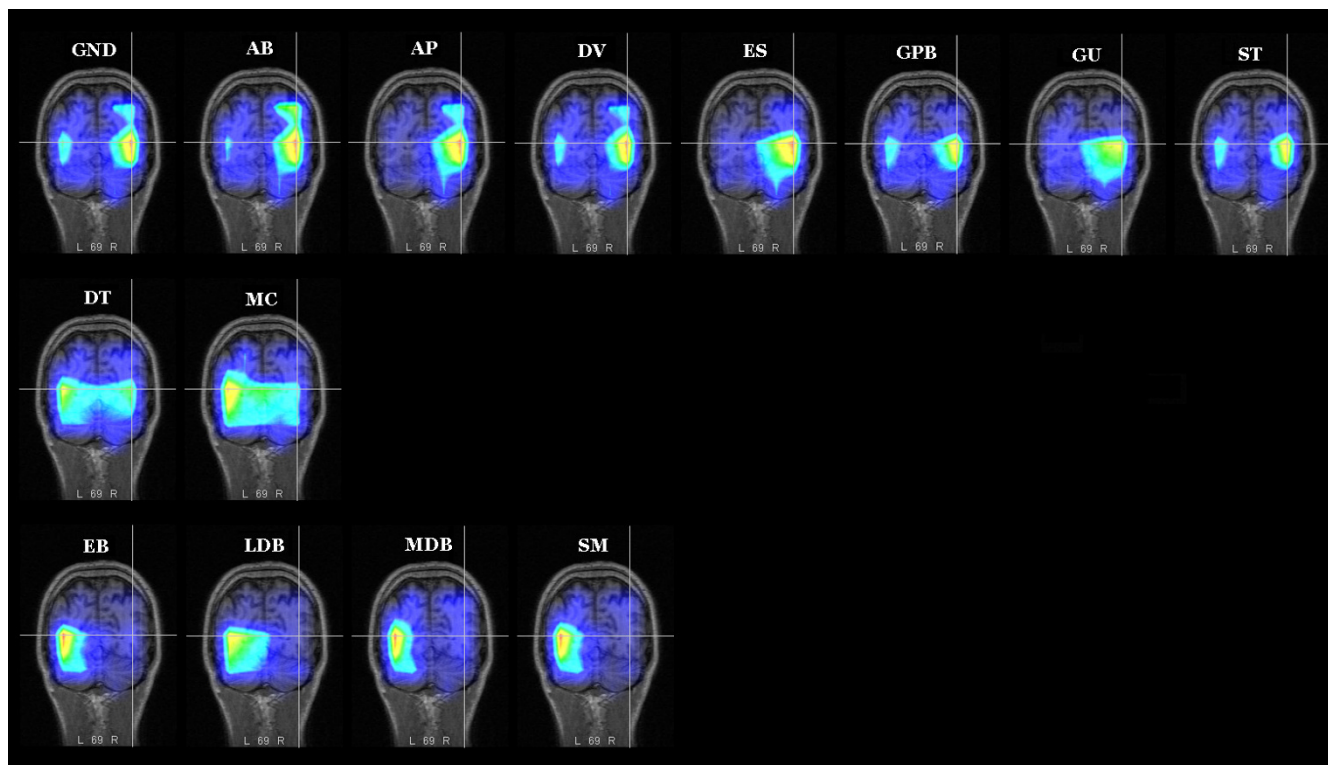 GND AB AP DV ES GPB GU ST
L 69 R L 69 R L 69 R L 69 R L 69 R L 69 R L 69 R L 69 R
DT MC
L 69 R L 69 R
EB LDB MDB SM
L 69 R L 69 R L 69 R L 69 R